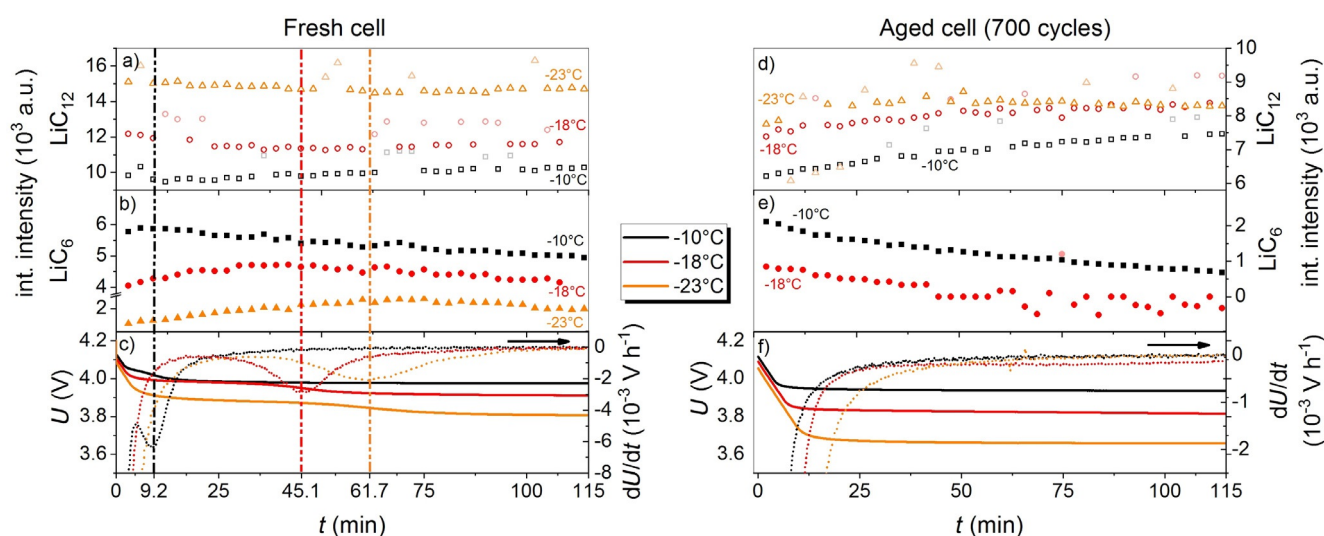 Fresh cell
Aged cell (700 cycles)
int. intensity (10³ a.u.)
LiC₁₂
LiC₆
a)
16
14
12
10
-23°C
-18°C
-10°C
b)
6
5
4
2
-10°C
-18°C
-23°C
c)
U (V)
4.2
4.0
3.8
3.6
0
-2
-4
-6
-8
dU/dt (10⁻³ V h⁻¹)
0
9.2
25
45.1
61.7
75
100
115
t (min)
-10°C
-18°C
-23°C
d)
-23°C
-18°C
-10°C
10
9
8
7
6
LiC₁₂
int. intensity (10³ a.u.)
e)
-10°C
-18°C
2
1
0
LiC₆
f)
U (V)
4.2
4.0
3.8
3.6
0
-1
-2
dU/dt
(10⁻³ V h⁻¹)
0
25
50
75
100
115
t (min)